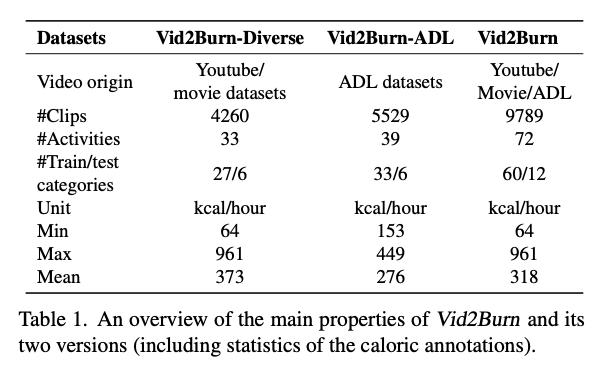 Datasets Vid2Burn-Diverse Vid2Burn-ADL Vid2Burn
Video origin Youtube/ movie datasets ADL datasets Youtube/ Movie/ADL
#Clips 4260 5529 9789
#Activities 33 39 72
#Train/test categories 27/6 33/6 60/12
Unit kcal/hour kcal/hour kcal/hour
Min 64 153 64
Max 961 449 961
Mean 373 276 318
Table 1. An overview of the main properties of Vid2Burn and its
two versions (including statistics of the caloric annotations).